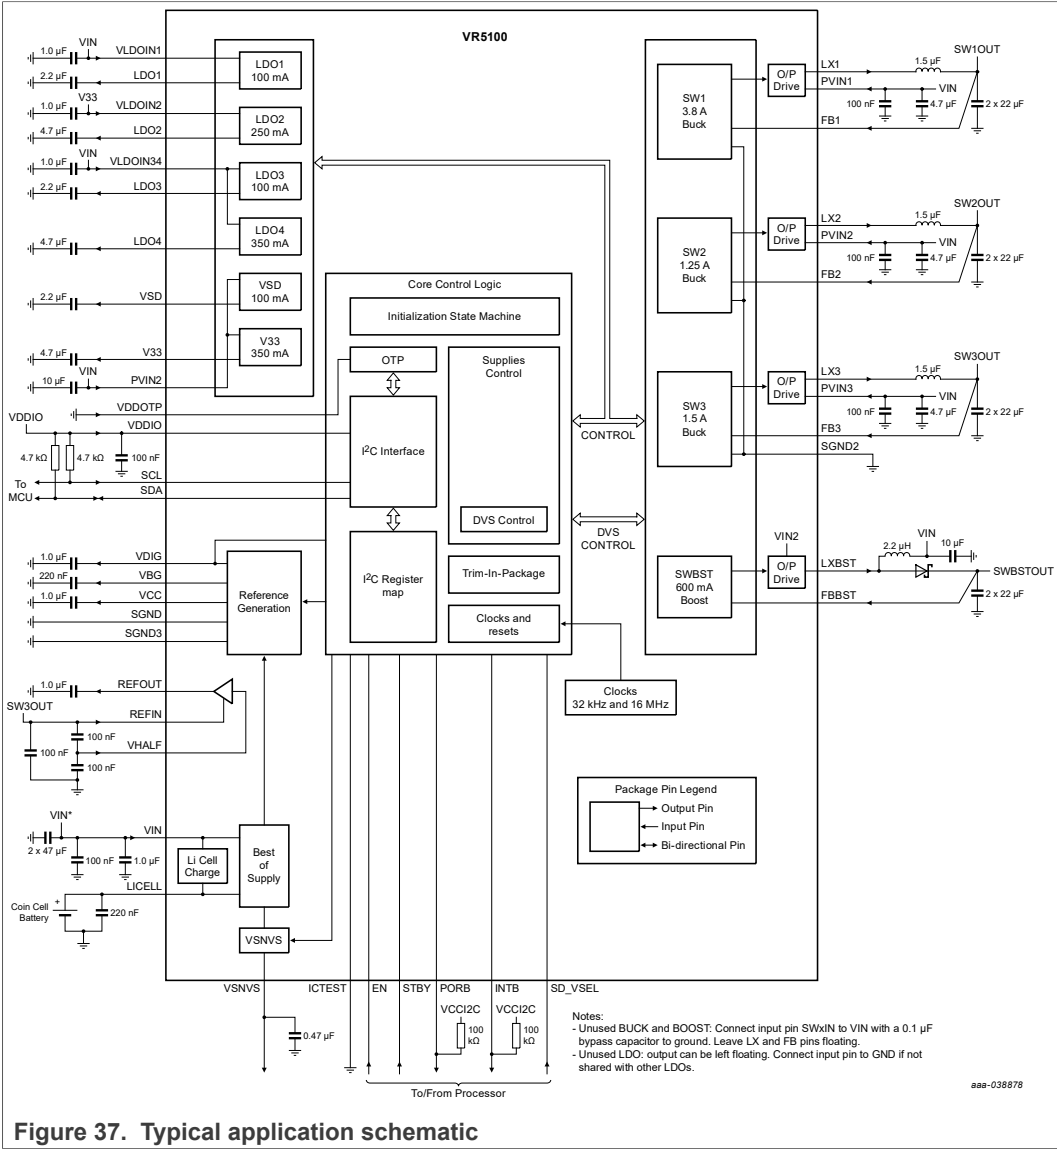 VR5100
1.0 µF
VIN
VLDOIN1
2.2 µF
LDO1
LDO1
100 mA
1.0 µF
V33
VLDOIN2
4.7 µF
LDO2
LDO2
250 mA
1.0 µF
VIN
VLDOIN34
2.2 µF
LDO3
LDO3
100 mA
4.7 µF
LDO4
LDO4
350 mA
2.2 µF
VSD
VSD
100 mA
4.7 µF
V33
V33
350 mA
10 µF
VIN
PVIN2
VDDOTP
VDDIO
VDDIO
4.7 kΩ
4.7 kΩ
100 nF
To
MCU
SCL
SDA
1.0 µF
VDIG
220 nF
VBG
1.0 µF
VCC
SGND
SGND3
Reference
Generation
1.0 µF
REFOUT
SW3OUT
REFIN
100 nF
100 nF
VHALF
100 nF
VIN*
VIN
2 x 47 µF
100 nF
1.0 µF
Li Cell
Charge
Best
of
Supply
LICELL
Coin Cell
Battery
+
220 nF
VSNVS
Core Control Logic
Initialization State Machine
OTP
Supplies
Control
I2C Interface
DVS Control
I2C Register
map
Trim-In-Package
Clocks and
resets
CONTROL
DVS
CONTROL
Clocks
32 kHz and 16 MHz
SW1
3.8 A
Buck
O/P
Drive
LX1
PVIN1
FB1
1.5 µF
SW1OUT
VIN
100 nF
4.7 µF
2 x 22 µF
SW2
1.25 A
Buck
O/P
Drive
LX2
PVIN2
FB2
1.5 µF
SW2OUT
VIN
100 nF
4.7 µF
2 x 22 µF
SW3
1.5 A
Buck
O/P
Drive
LX3
PVIN3
FB3
SGND2
1.5 µF
SW3OUT
VIN
100 nF
4.7 µF
2 x 22 µF
SWBST
600 mA
Boost
VIN2
O/P
Drive
LXBST
FBBST
2.2 µH
VIN
10 µF
SWBSTOUT
2 x 22 µF
Package Pin Legend
Output Pin
Input Pin
Bi-directional Pin
VSNVS
ICTEST
EN
STBY
PORB
INTB
SD_VSEL
0.47 µF
VCCI2C
100
kΩ
VCCI2C
100
kΩ
To/From Processor
Notes:
- Unused BUCK and BOOST: Connect input pin SWxIN to VIN with a 0.1 µF
bypass capacitor to ground. Leave LX and FB pins floating.
- Unused LDO: output can be left floating. Connect input pin to GND if not
shared with other LDOs.
aaa-038878
Figure 37. Typical application schematic